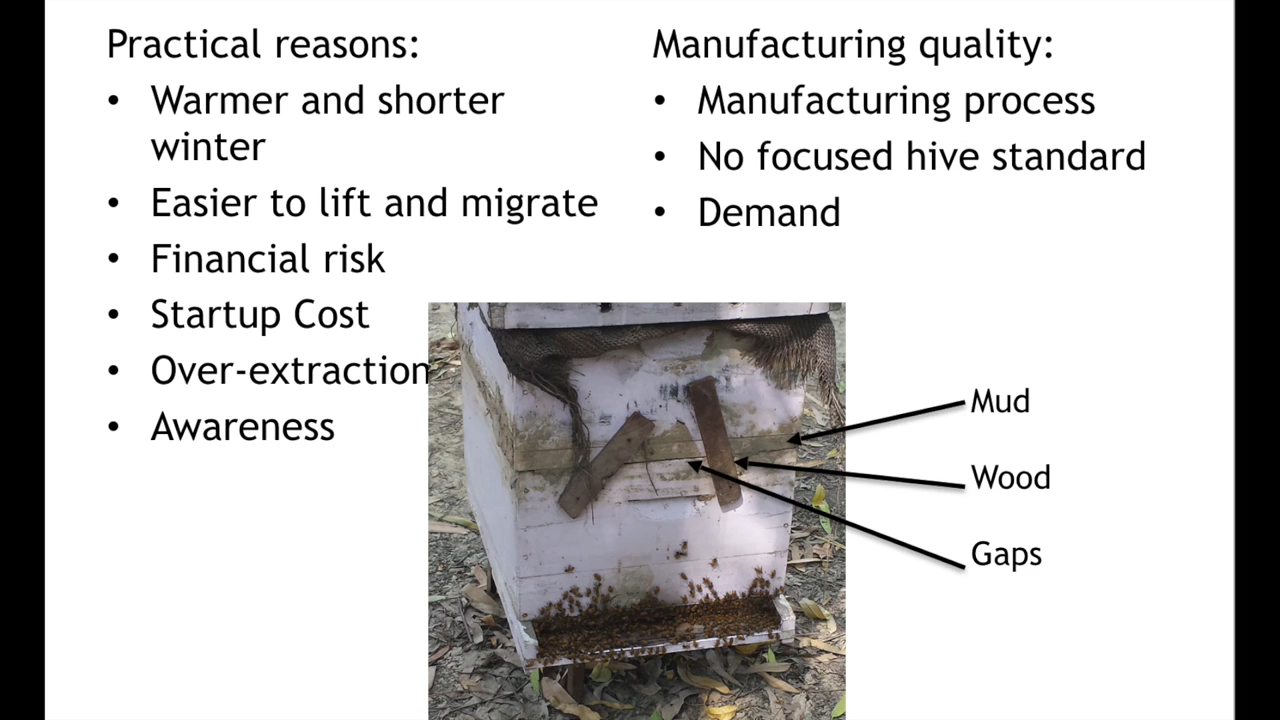 Practical reasons:
• Warmer and shorter
winter
• Easier to lift and migrate
• Financial risk
• Startup Cost
• Over-extraction
• Awareness
Manufacturing quality:
• Manufacturing process
• No focused hive standard
• Demand
Mud
Wood
Gaps